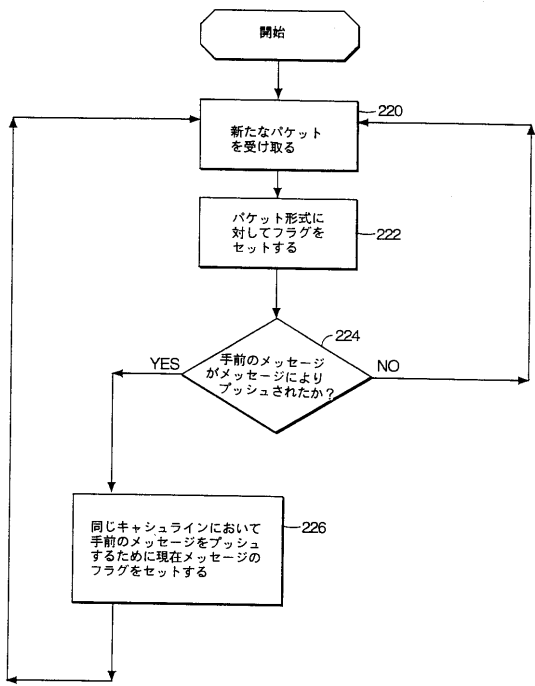 開始
220
新たなパケット
を受け取る
パケット形式に
対してフラグを
セットする
222
224
手前のメッセージ
がメッセージにより
プッシュされたか?
YES
NO
同じキャシュラインにおいて
手前のメッセージをプッシュ
するために現在メッセージの
フラグをセットする
226